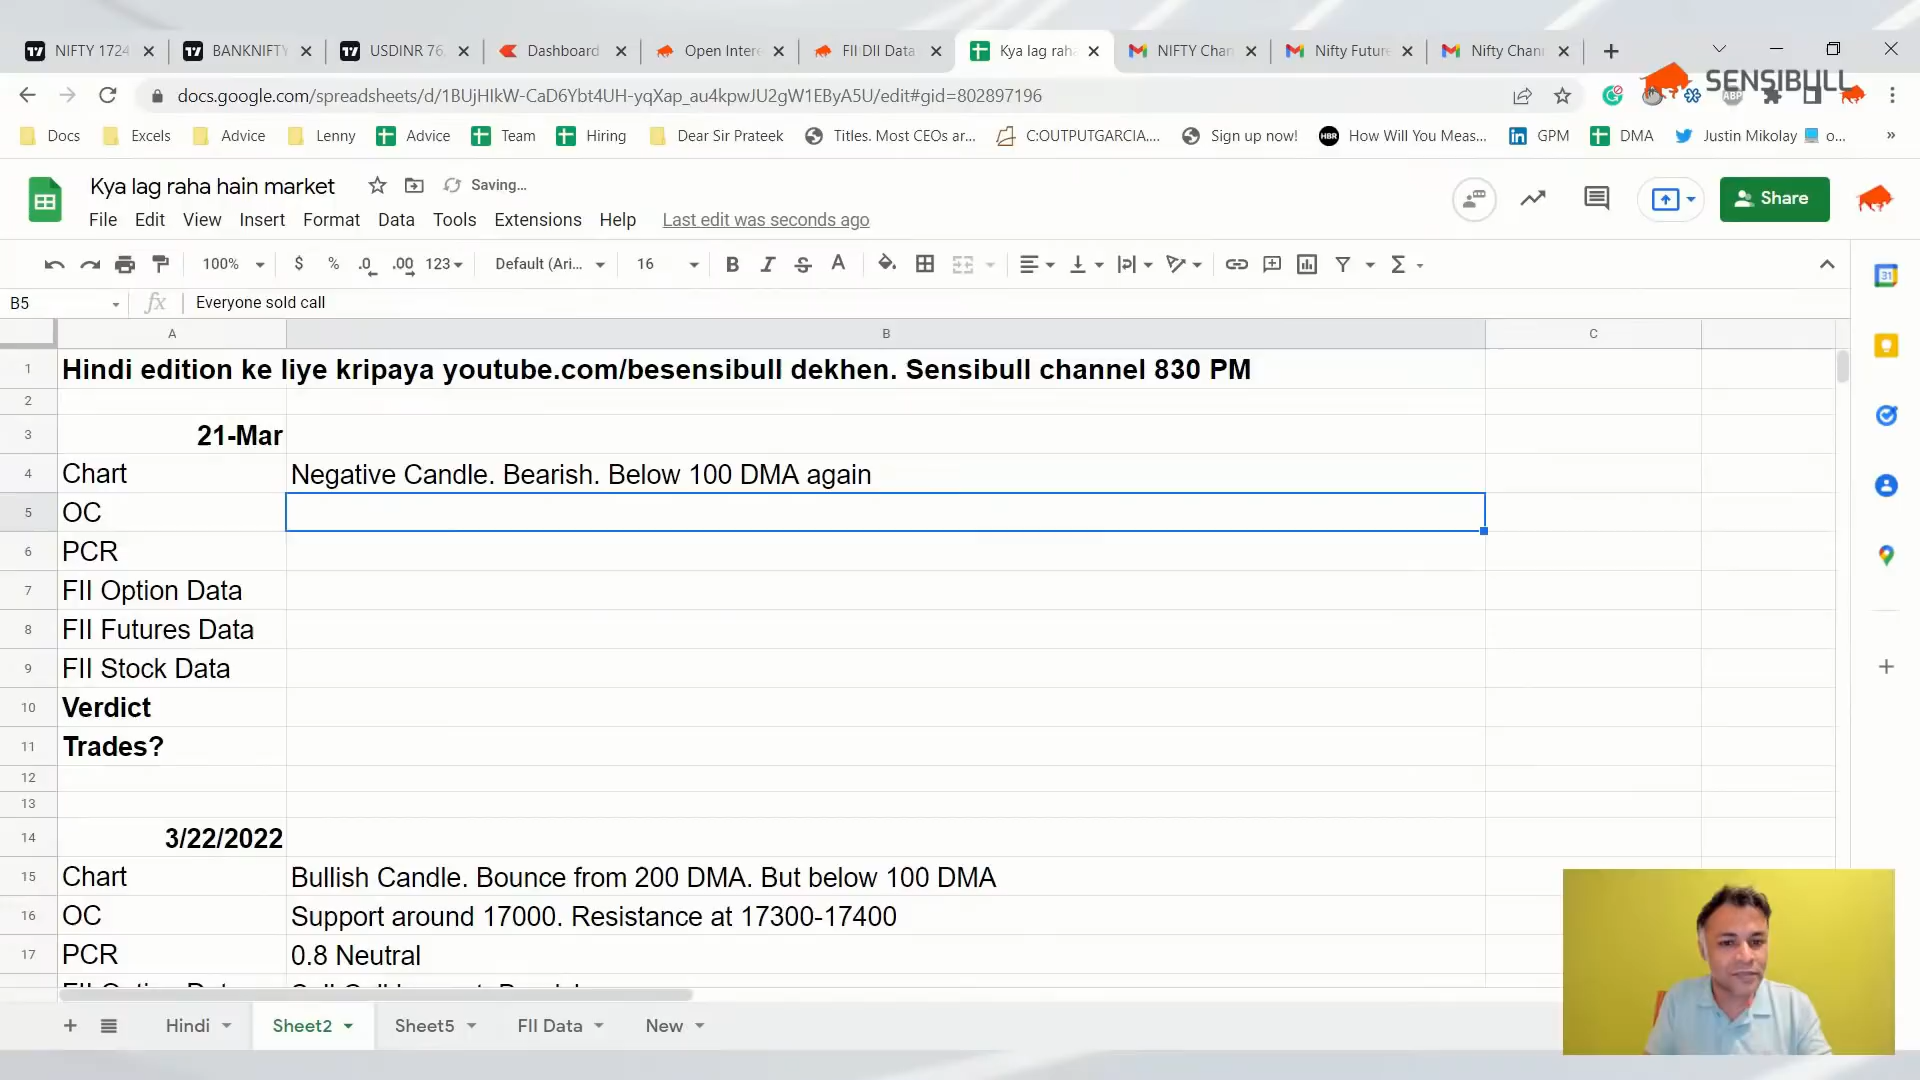 NIFTY 1724
BANKNIFTY
USDINR 76.
Dashboard
Open Inter
FII DII Data
Kya lag rah
NIFTY Chan
Nifty Futur
Nifty Chan
docs.google.com/spreadsheets/d/1BUjHIkW-CaD6Ybt4UH-yqXap_au4kpwJU2gW1EByA5U/edit#gid=802897196
SENSIBULL
Docs
Excels
Advice
Lenny
Advice
Team
Hiring
Dear Sir Prateek
Titles. Most CEOs ar...
C:OUTPUTGARCIA....
Sign up now!
HBR
How Will You Meas...
GPM
DMA
Justin Mikolay
o...
Kya lag raha hain market
Saving...
File Edit View Insert Format Data Tools Extensions Help Last edit was seconds ago
Share
100% $ % .0 .00 123 Default (Ari... 16 B I S A
B5 fx Everyone sold call
A B C
1 Hindi edition ke liye kripaya youtube.com/besensibull dekhen. Sensibull channel 830 PM
2
3 21-Mar
4 Chart Negative Candle. Bearish. Below 100 DMA again
5 OC
6 PCR
7 FII Option Data
8 FII Futures Data
9 FII Stock Data
10 Verdict
11 Trades?
12
13
14 3/22/2022
15 Chart Bullish Candle. Bounce from 200 DMA. But below 100 DMA
16 OC Support around 17000. Resistance at 17300-17400
17 PCR 0.8 Neutral
Hindi Sheet2 Sheet5 FII Data New